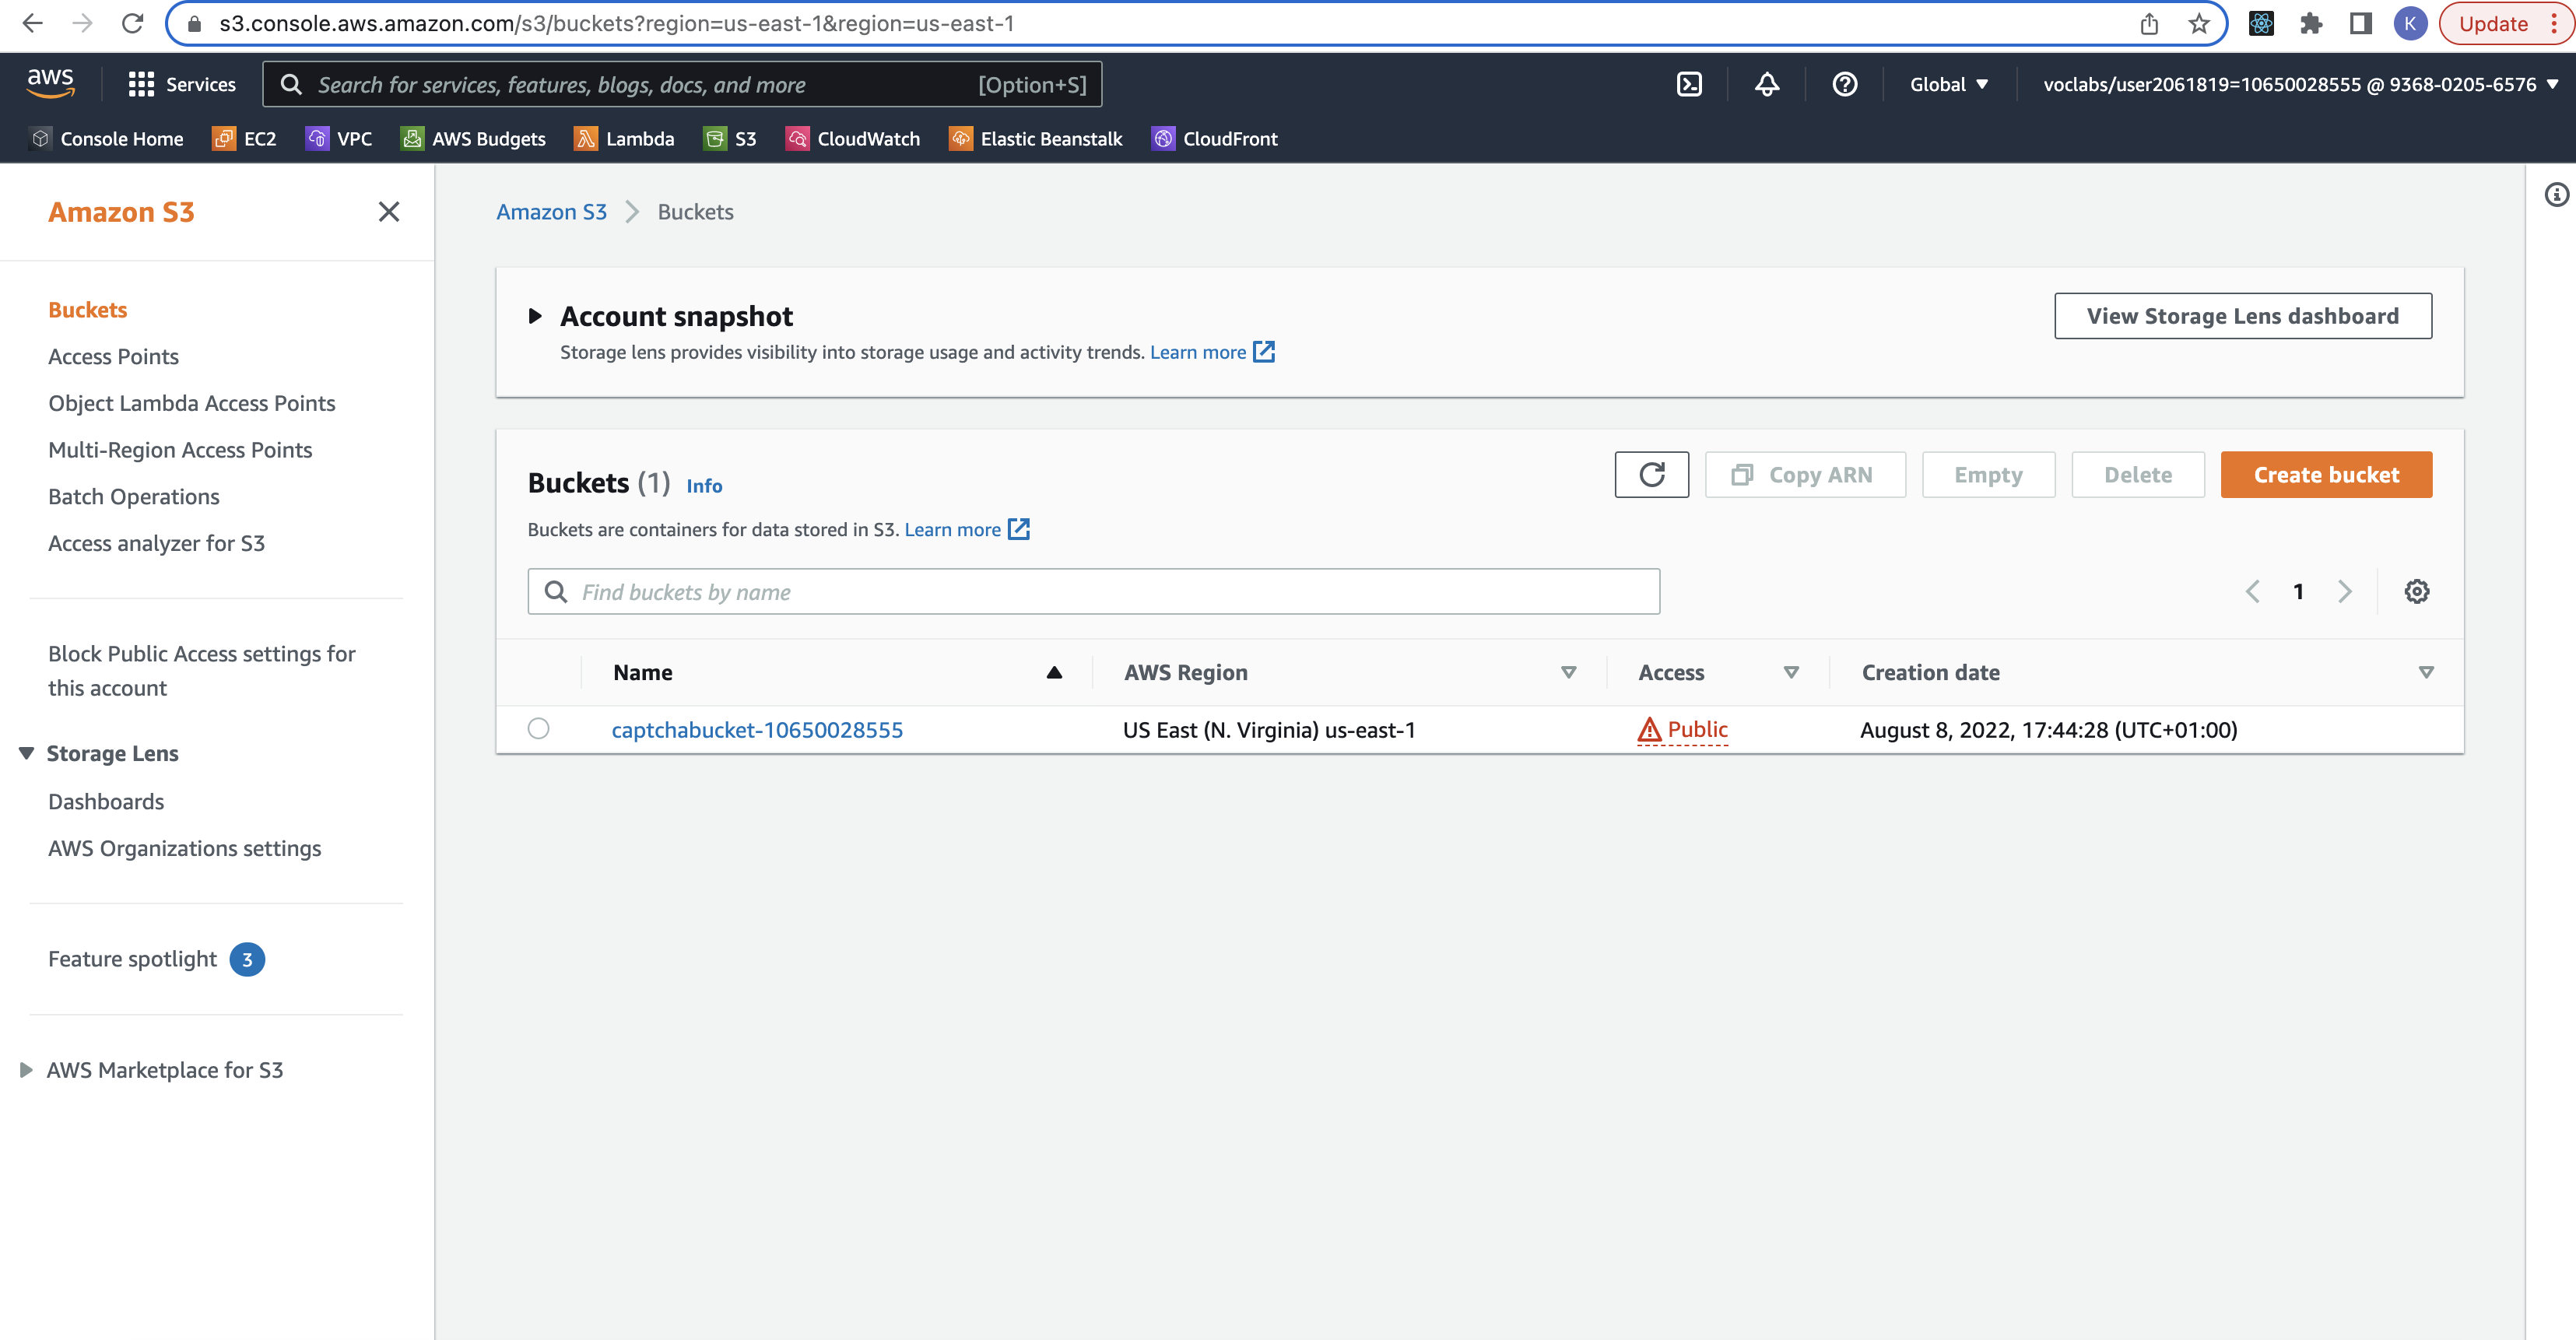 s3.console.aws.amazon.com/s3/buckets?region=us-east-1&region=us-east-1
K
Update
aws
Services
Search for services, features, blogs, docs, and more [Option+S]
Global
voclabs/user2061819=10650028555 @ 9368-0205-6576
Console Home EC2 VPC AWS Budgets Lambda S3 CloudWatch Elastic Beanstalk CloudFront
Amazon S3
Buckets
Access Points
Object Lambda Access Points
Multi-Region Access Points
Batch Operations
Access analyzer for S3
Block Public Access settings for
this account
Storage Lens
Dashboards
AWS Organizations settings
Feature spotlight 3
AWS Marketplace for S3
Amazon S3 Buckets
Account snapshot
Storage lens provides visibility into storage usage and activity trends. Learn more
View Storage Lens dashboard
Buckets (1) Info
Copy ARN
Empty
Delete
Create bucket
Buckets are containers for data stored in S3. Learn more
Find buckets by name
1
Name AWS Region Access Creation date
captchabucket-10650028555 US East (N. Virginia) us-east-1 Public August 8, 2022, 17:44:28 (UTC+01:00)